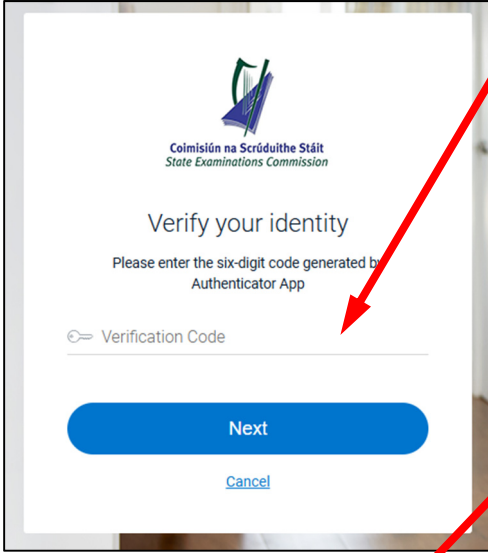 Coimisiún na Scrúduithe Stáit
State Examinations Commission
Verify your identity
Please enter the six-digit code generated by
Authenticator App
Verification Code
Next
Cancel